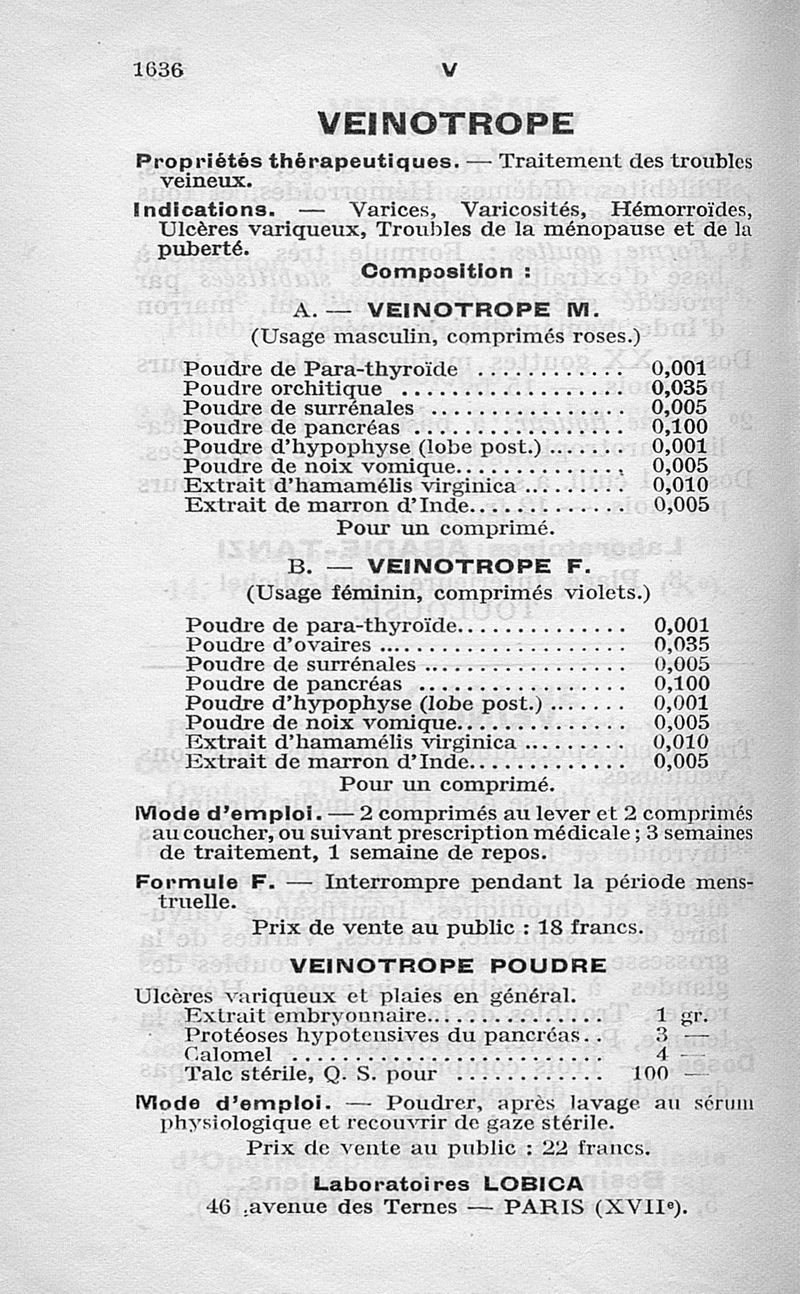 1636 V
VEINOTROPE
Propriétés thérapeutiques. — Traitement des troubles
veineux.
Indications. — Varices, Varicosités, Hémorroïdes,
Ulcères variqueux, Troubles de la ménopause et de la
puberté.
Composition :
A. — VEINOTROPE M.
(Usage masculin, comprimés roses.)
Poudre de Para-thyroïde ............ 0,001
Poudre orchitique .................. 0,035
Poudre de surrénales ................ 0,005
Poudre de pancréas ................. 0,100
Poudre d'hypophyse (lobe post.) ....... 0,001
Poudre de noix vomique.............. 0,005
Extrait d'hamamélis virginica ......... 0,010
Extrait de marron d'Inde............. 0,005
Pour un comprimé.
B. — VEINOTROPE F.
(Usage féminin, comprimés violets.)
Poudre de para-thyroïde.............. 0,001
Poudre d'ovaires .................... 0,035
Poudre de surrénales ................. 0,005
Poudre de pancréas ................. 0,100
Poudre d'hypophyse (lobe post.) ....... 0,001
Poudre de noix vomique.............. 0,005
Extrait d'hamamélis virginica ......... 0,010
Extrait de marron d'Inde............. 0,005
Pour un comprimé.
Mode d'emploi. — 2 comprimés au lever et 2 comprimés
au coucher, ou suivant prescription médicale ; 3 semaines
de traitement, 1 semaine de repos.
Formule F. — Interrompre pendant la période mens-
truelle.
Prix de vente au public : 18 francs.
VEINOTROPE POUDRE
Ulcères variqueux et plaies en général.
Extrait embryonnaire................ 1 gr.
Protéoses hypotensives du pancréas. . 3 —
Calomel .......................... 4 —
Talc stérile, Q. S. pour ............ 100 —
Mode d'emploi. — Poudrer, après lavage au sérum
physiologique et recouvrir de gaze stérile.
Prix de vente au public : 22 francs.
Laboratoires LOBICA
46 ,avenue des Ternes — PARIS (XVIIe).